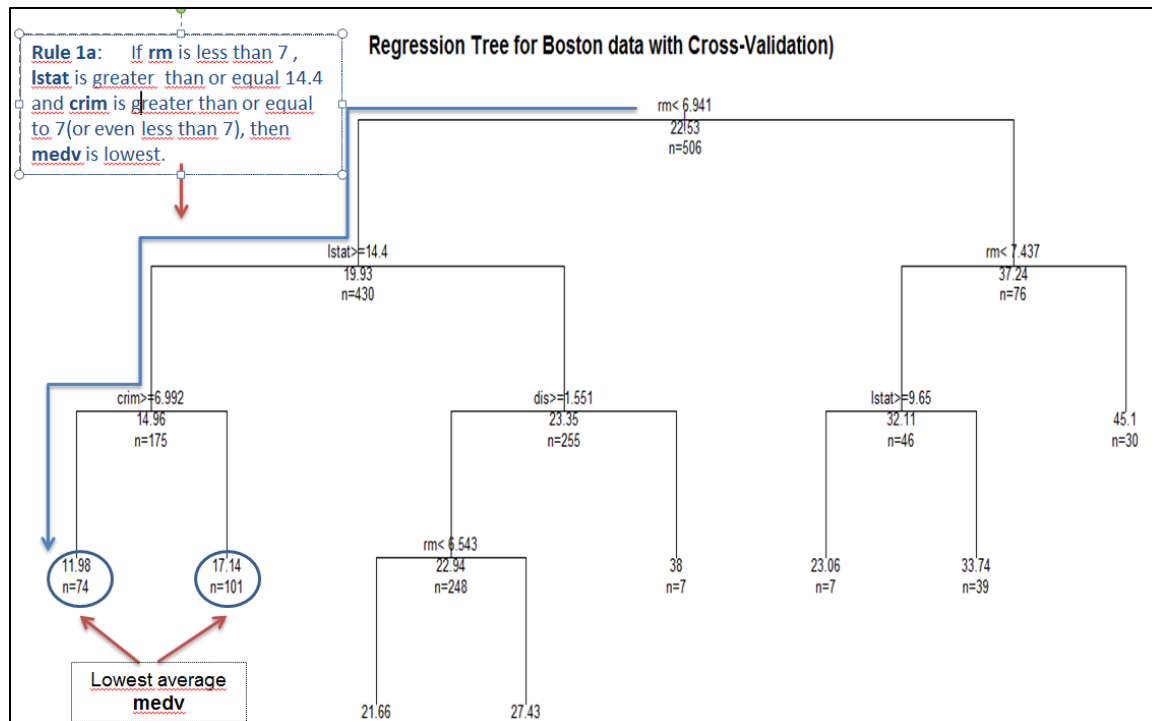 Rule 1a: If rm is less than 7 ,
lstat is greater than or equal 14.4
and crim is greater than or equal
to 7(or even less than 7), then
medv is lowest.
Regression Tree for Boston data with Cross-Validation)
rm< 6.941
22.53
n=506
lstat>=14.4
19.93
n=430
rm< 7.437
37.24
n=76
crim>=6.992
14.96
n=175
dis>=1.551
23.35
n=255
lstat>=9.65
32.11
n=46
45.1
n=30
11.98
n=74
17.14
n=101
rm< 6.543
22.94
n=248
38
n=7
23.06
n=7
33.74
n=39
Lowest average
medv
21.66
27.43